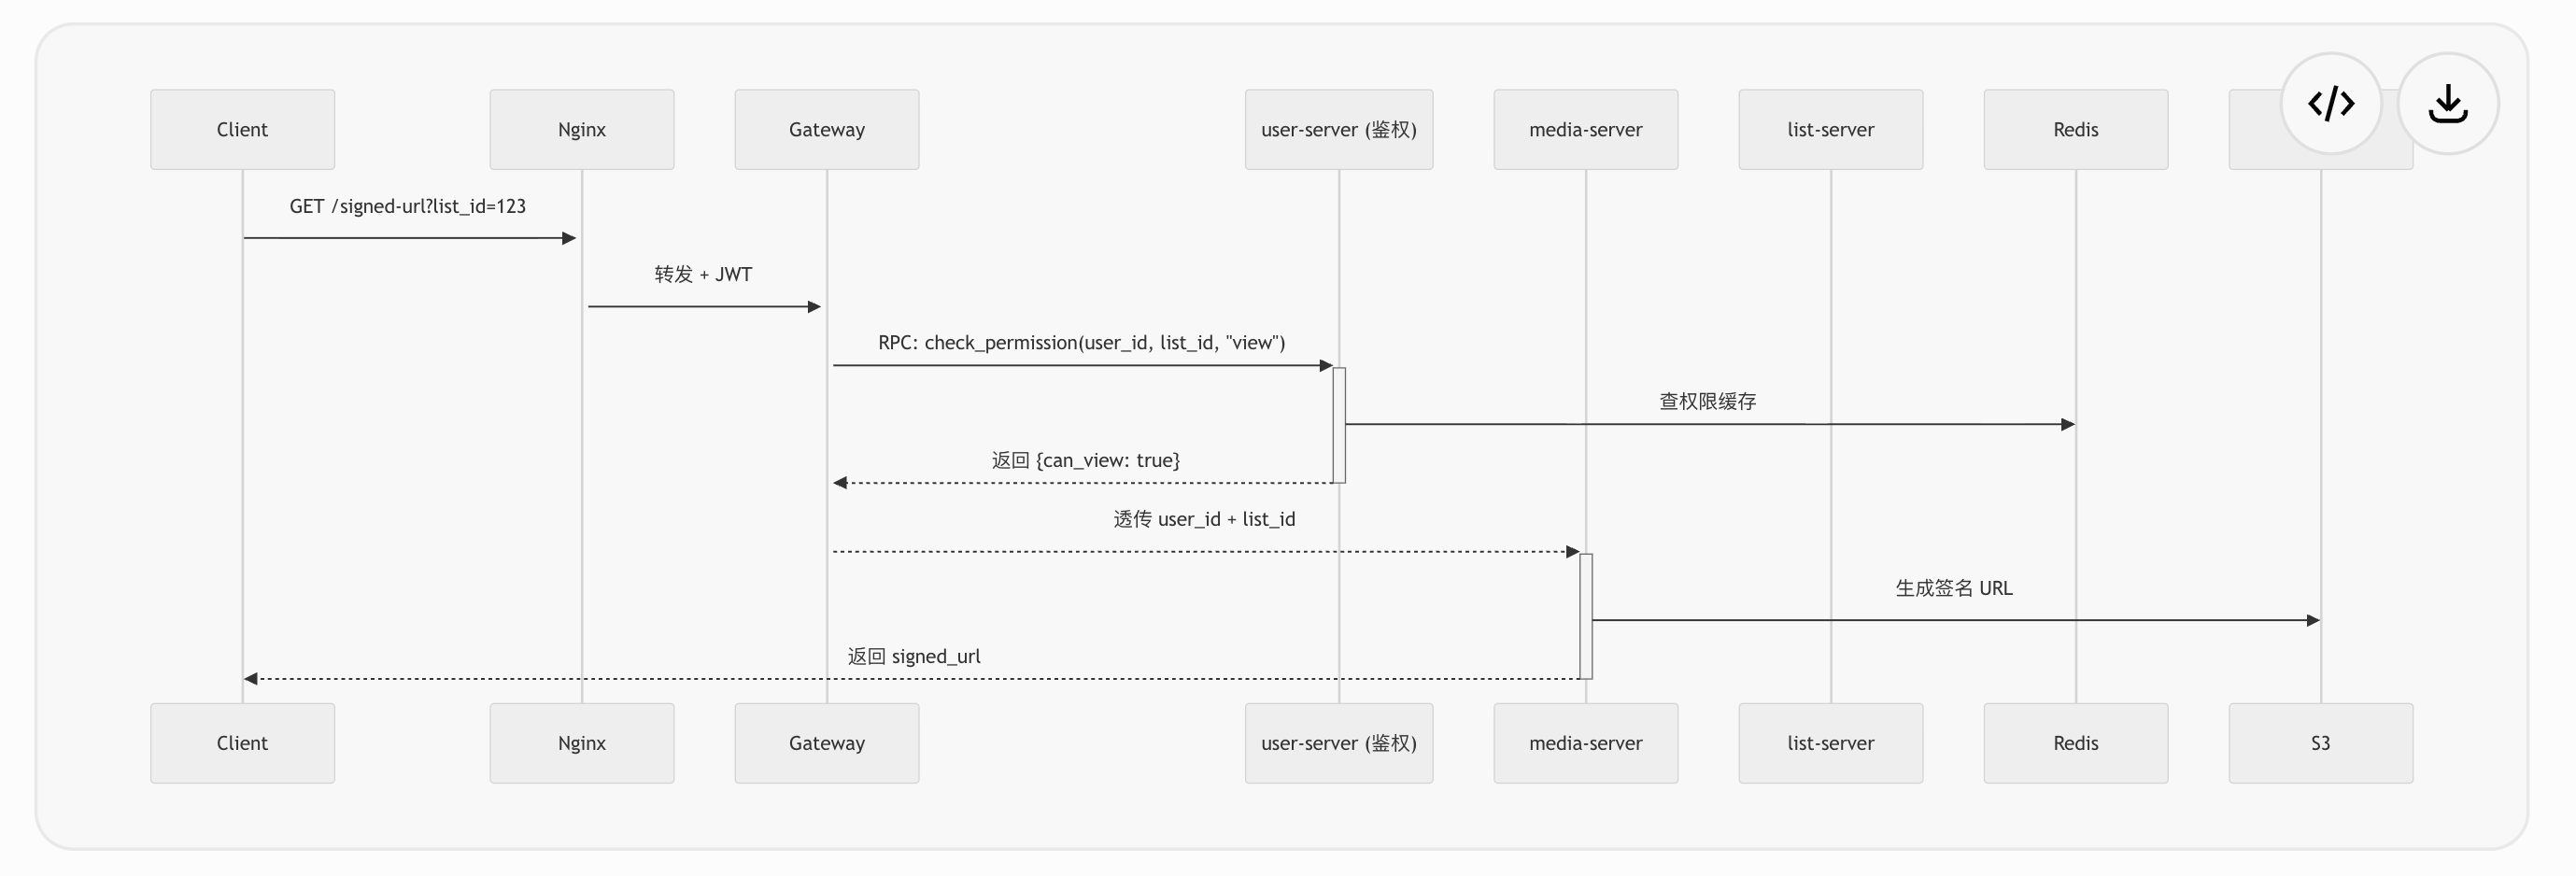 Client
Nginx
Gateway
user-server (鉴权)
media-server
list-server
Redis
GET /signed-url?list_id=123
转发 + JWT
RPC: check_permission(user_id, list_id, "view")
查权限缓存
返回 {can_view: true}
透传 user_id + list_id
生成签名 URL
返回 signed_url
Client
Nginx
Gateway
user-server (鉴权)
media-server
list-server
Redis
S3